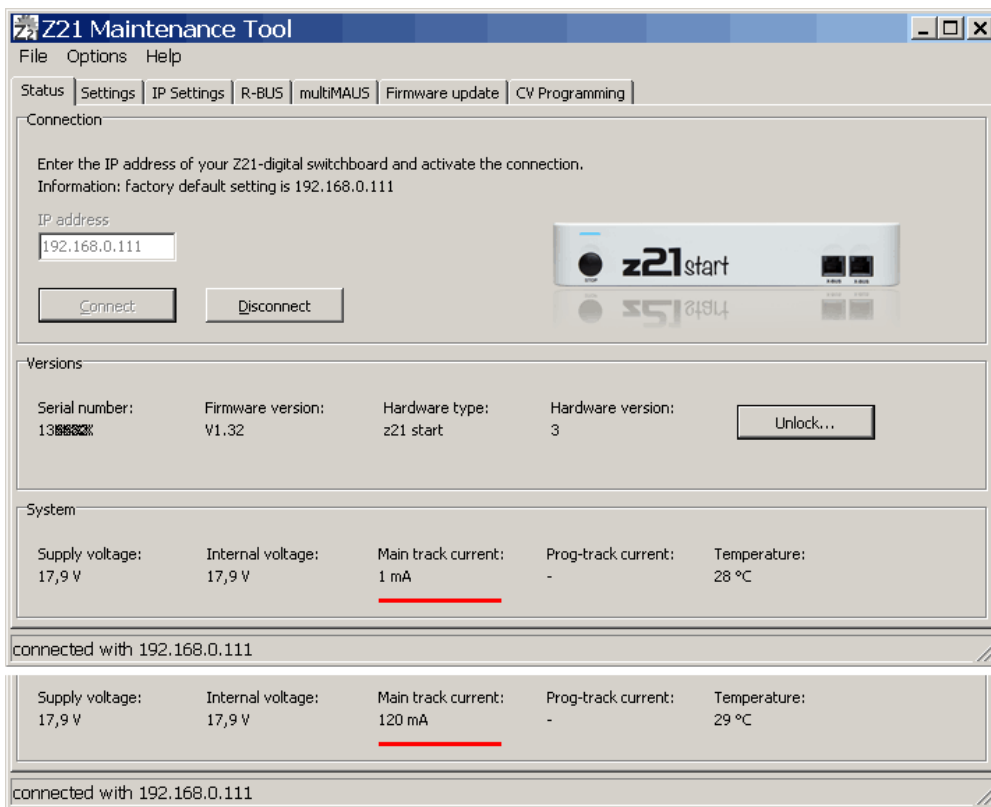 Z21 Maintenance Tool
File Options Help
Status Settings IP Settings R-BUS multiMAUS Firmware update CV Programming
Connection
Enter the IP address of your Z21-digital switchboard and activate the connection.
Information: factory default setting is 192.168.0.111
IP address
192.168.0.111
STOP z21start X-BUS X-BUS
Connect Disconnect
Versions
Serial number: Firmware version: Hardware type: Hardware version:
V1.32 z21 start 3
Unlock...
System
Supply voltage: Internal voltage: Main track current: Prog-track current: Temperature:
17,9 V 17,9 V 1 mA - 28 °C
connected with 192.168.0.111
Supply voltage: Internal voltage: Main track current: Prog-track current: Temperature:
17,9 V 17,9 V 120 mA - 29 °C
connected with 192.168.0.111